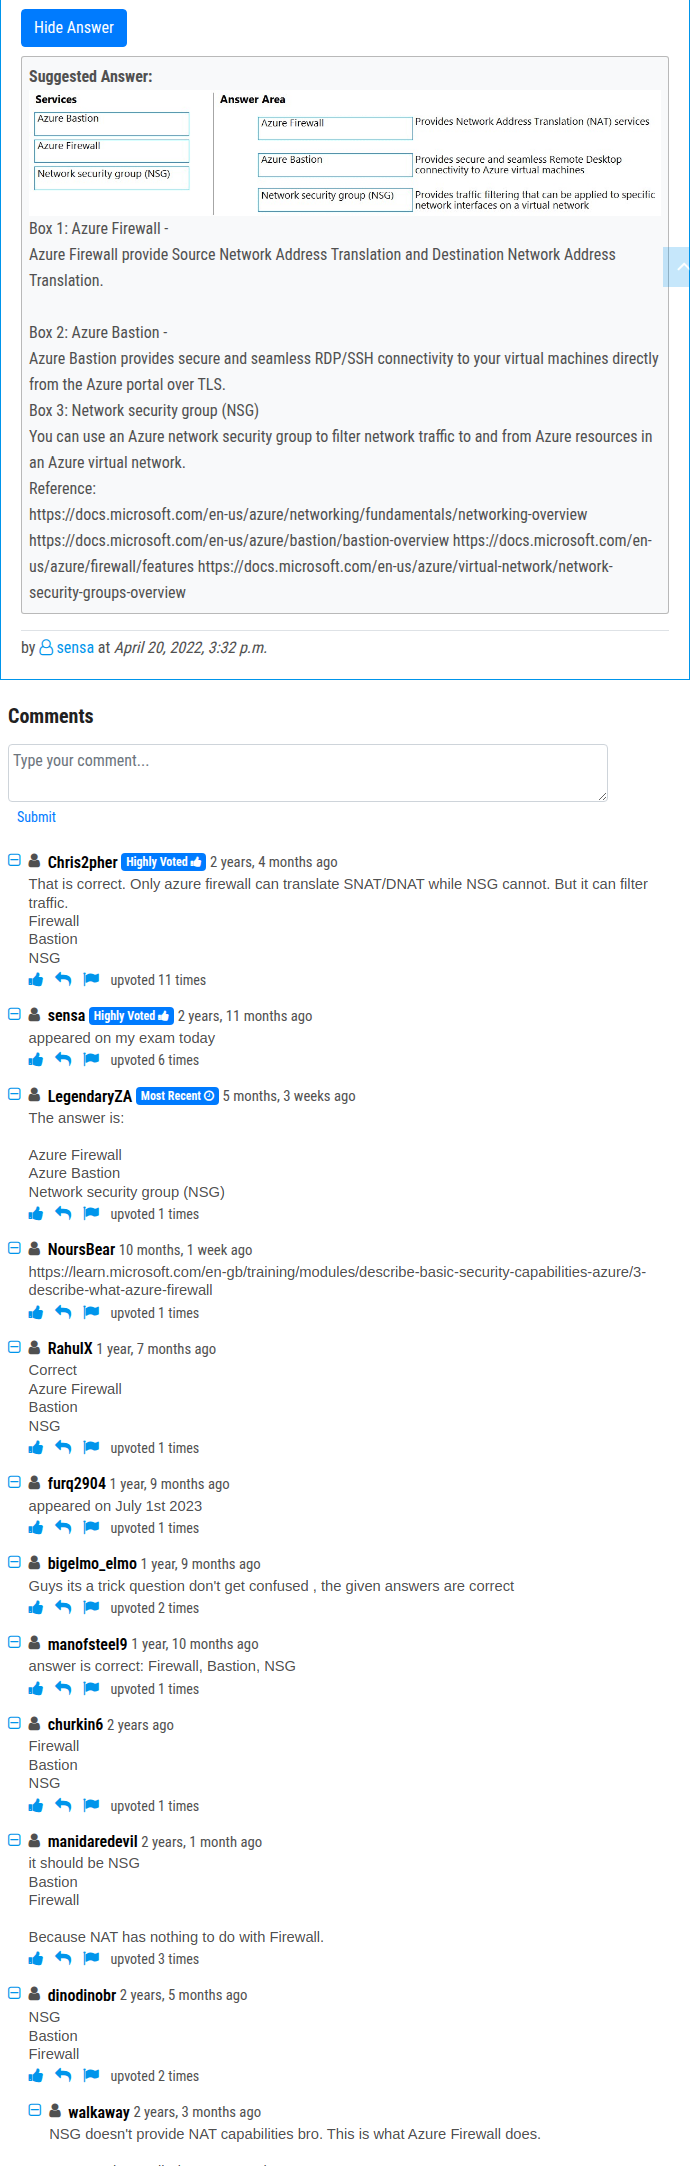 Hide Answer
Suggested Answer:
Services
Answer Area
Azure Bastion
Azure Firewall
Network security group (NSG)
Azure Firewall
Provides Network Address Translation (NAT) services
Azure Bastion
Provides secure and seamless Remote Desktop
connectivity to Azure virtual machines
Network security group (NSG)
Provides traffic filtering that can be applied to specific
network interfaces on a virtual network
Box 1: Azure Firewall -
Azure Firewall provide Source Network Address Translation and Destination Network Address
Translation.
Box 2: Azure Bastion -
Azure Bastion provides secure and seamless RDP/SSH connectivity to your virtual machines directly
from the Azure portal over TLS.
Box 3: Network security group (NSG)
You can use an Azure network security group to filter network traffic to and from Azure resources in
an Azure virtual network.
Reference:
https://docs.microsoft.com/en-us/azure/networking/fundamentals/networking-overview
https://docs.microsoft.com/en-us/azure/bastion/bastion-overview https://docs.microsoft.com/en-
us/azure/firewall/features https://docs.microsoft.com/en-us/azure/virtual-network/network-
security-groups-overview
by sensa at April 20, 2022, 3:32 p.m.
Comments
Type your comment...
Submit
Chris2pher Highly Voted 2 years, 4 months ago
That is correct. Only azure firewall can translate SNAT/DNAT while NSG cannot. But it can filter
traffic.
Firewall
Bastion
NSG
upvoted 11 times
sensa Highly Voted 2 years, 11 months ago
appeared on my exam today
upvoted 6 times
LegendaryZA Most Recent 5 months, 3 weeks ago
The answer is:
Azure Firewall
Azure Bastion
Network security group (NSG)
upvoted 1 times
NoursBear 10 months, 1 week ago
https://learn.microsoft.com/en-gb/training/modules/describe-basic-security-capabilities-azure/3-
describe-what-azure-firewall
upvoted 1 times
RahulX 1 year, 7 months ago
Correct
Azure Firewall
Bastion
NSG
upvoted 1 times
furq2904 1 year, 9 months ago
appeared on July 1st 2023
upvoted 1 times
bigelmo_elmo 1 year, 9 months ago
Guys its a trick question don't get confused , the given answers are correct
upvoted 2 times
manofsteel9 1 year, 10 months ago
answer is correct: Firewall, Bastion, NSG
upvoted 1 times
churkin6 2 years ago
Firewall
Bastion
NSG
upvoted 1 times
manidaredevil 2 years, 1 month ago
it should be NSG
Bastion
Firewall
Because NAT has nothing to do with Firewall.
upvoted 3 times
dinodinobr 2 years, 5 months ago
NSG
Bastion
Firewall
upvoted 2 times
walkaway 2 years, 3 months ago
NSG doesn't provide NAT capabilities bro. This is what Azure Firewall does.